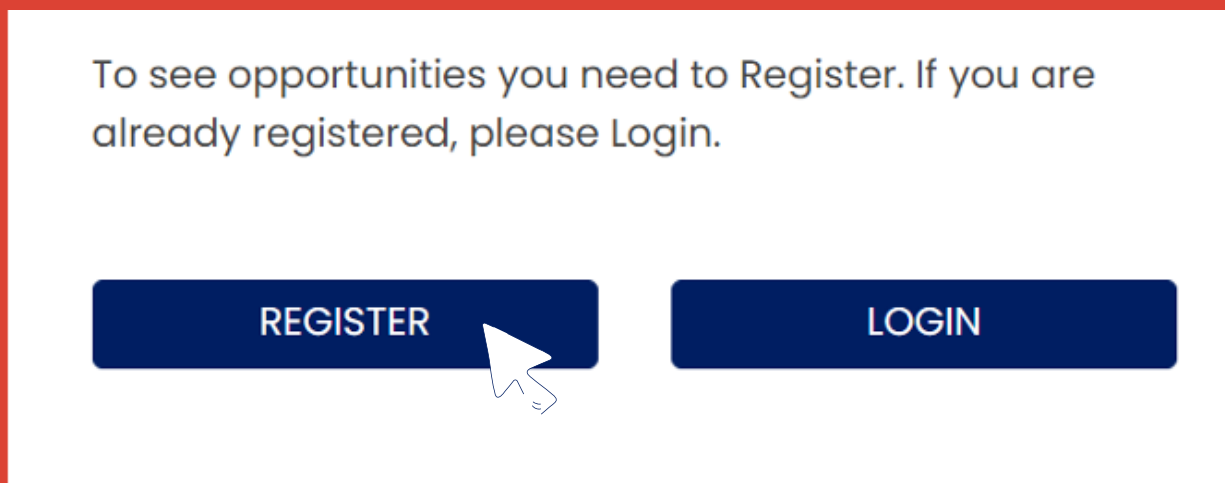 To see opportunities you need to Register. If you are
already registered, please Login.
REGISTER
LOGIN